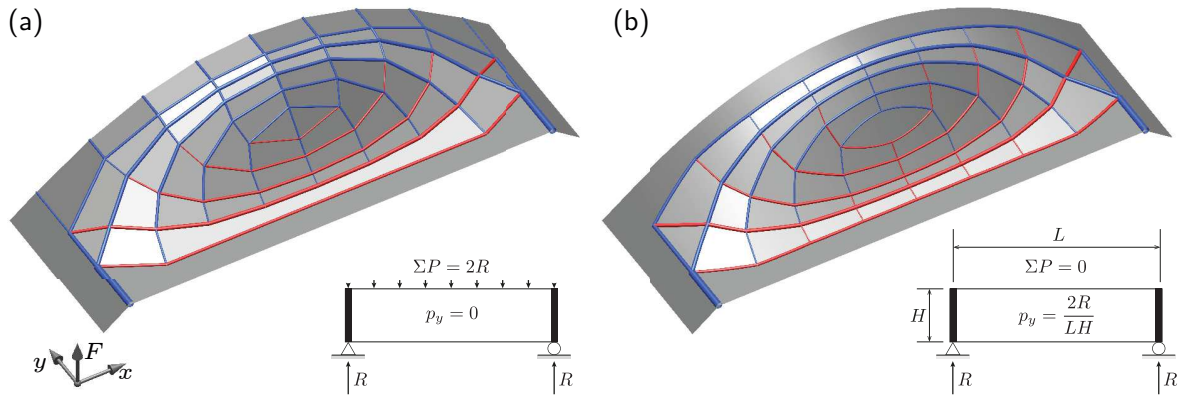 (a)
ΣP = 2R
p_y = 0
R
R
y
F
x
(b)
L
ΣP = 0
H
p_y = 2R/LH
R
R